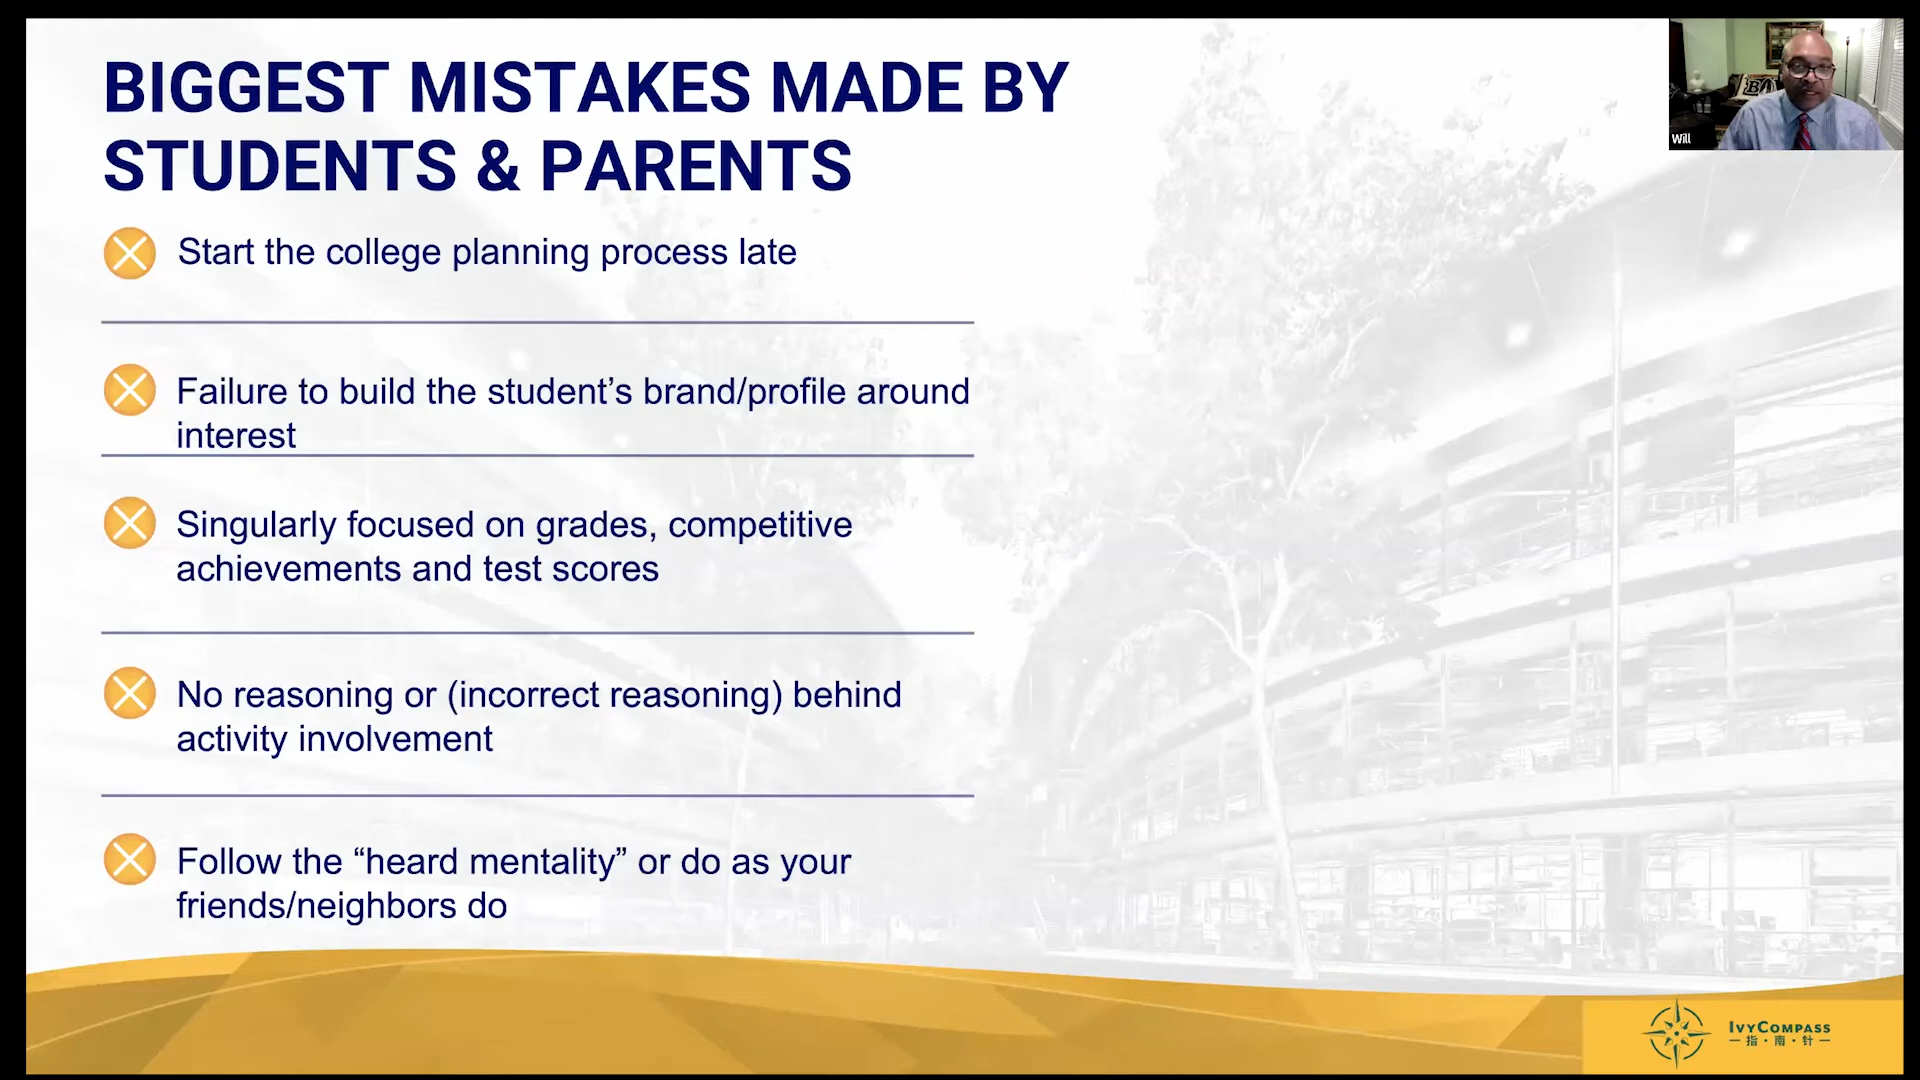 BIGGEST MISTAKES MADE BY
STUDENTS & PARENTS
Will
Start the college planning process late
Failure to build the student’s brand/profile around
interest
Singularly focused on grades, competitive
achievements and test scores
No reasoning or (incorrect reasoning) behind
activity involvement
Follow the “heard mentality” or do as your
friends/neighbors do
IVYCOMPASS
一指·南·针一